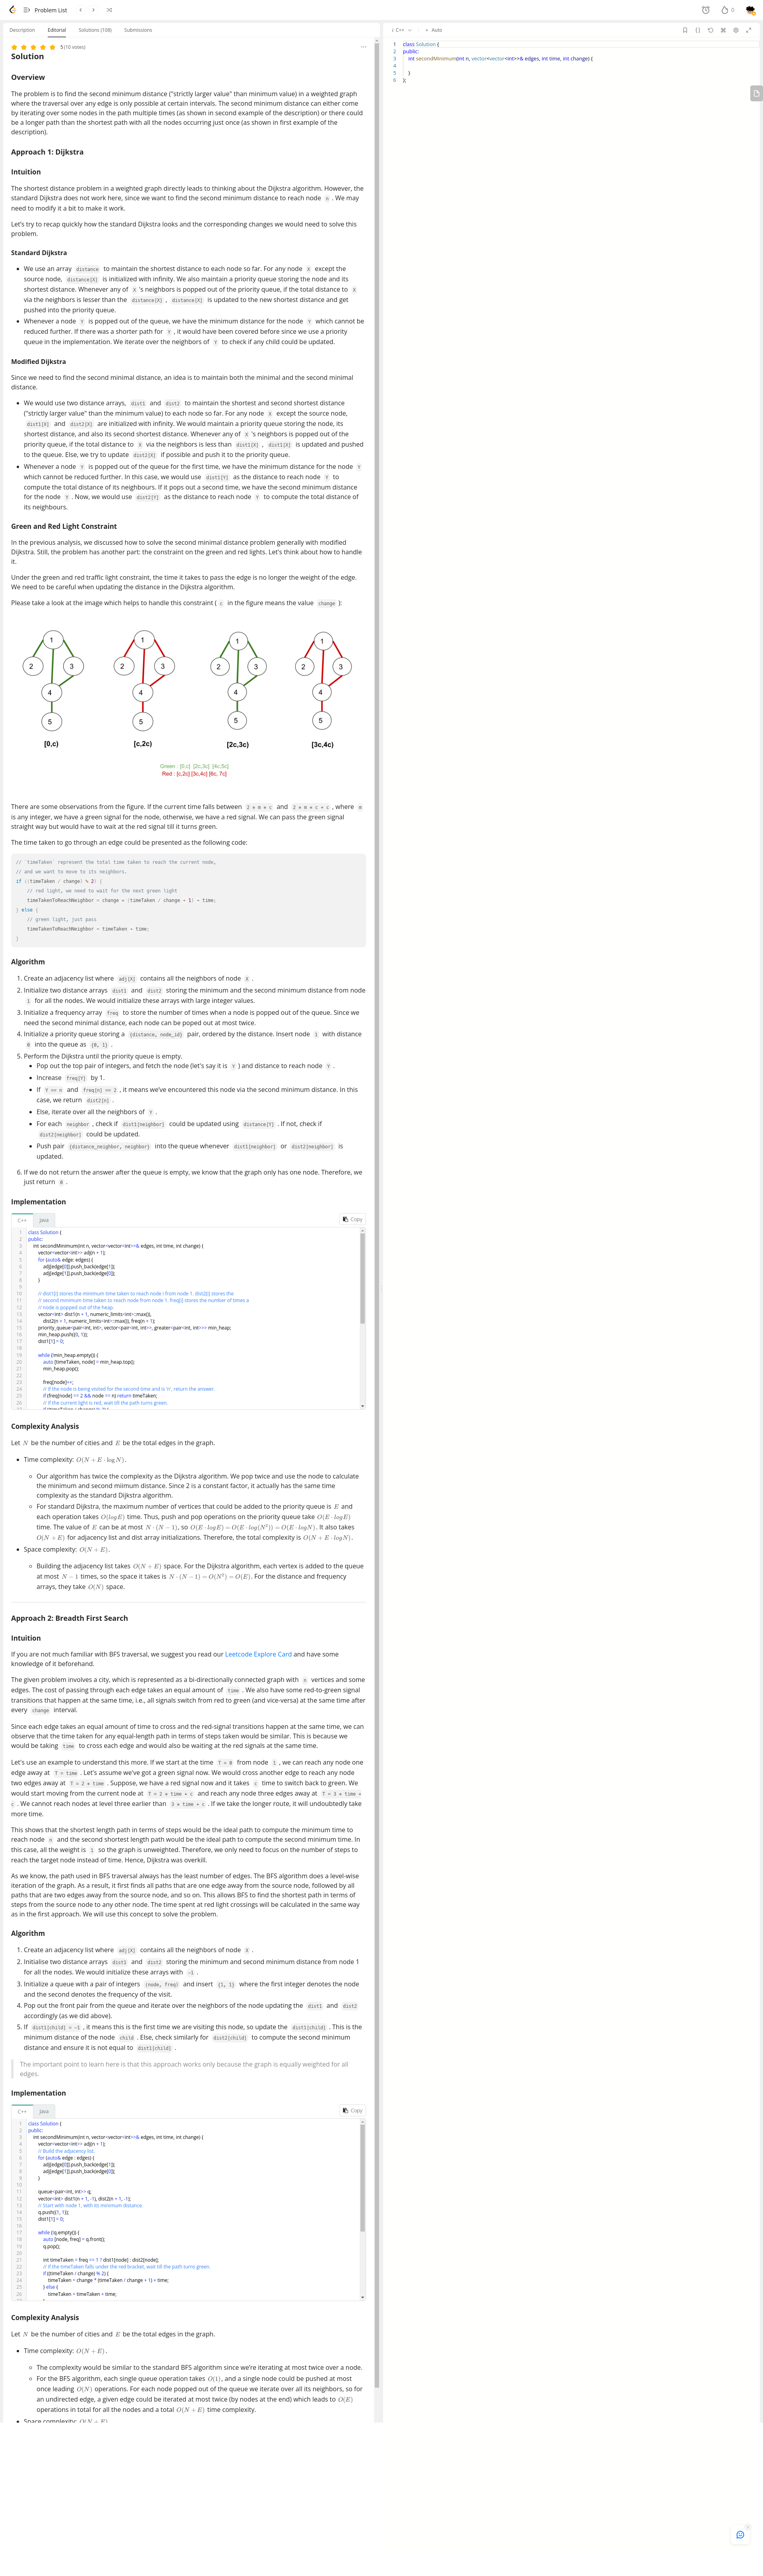 Problem List
0
Description Editorial Solutions (108) Submissions
5 (10 votes)
Solution
Overview
The problem is to find the second minimum distance ("strictly larger" value than minimum value) in a weighted graph
where the traversal over any edge is only possible at certain intervals. The second minimum distance can either come
by iterating over some nodes in the path multiple times (as shown in second example of the description) or there could
be a longer path than the shortest path with all the nodes occurring just once (as shown in first example of the
description).
Approach 1: Dijkstra
Intuition
The shortest distance problem in a weighted graph directly leads to thinking about the Dijkstra algorithm. However, the
standard Dijkstra does not work here, since we want to find the second minimum distance to reach node n . We may
need to modify it a bit to make it work.
Let's try to recap quickly how the standard Dijkstra looks and the corresponding changes we would need to solve this
problem.
Standard Dijkstra
• We use an array distance to maintain the shortest distance to each node so far. For any node X except the
source node, distance[X] is initialized with infinity. We also maintain a priority queue storing the node and its
shortest distance. Whenever any of X 's neighbors is popped out of the priority queue, if the total distance to X
via the neighbors is lesser than the distance[X] , distance[X] is updated to the new shortest distance and get
pushed into the priority queue.
• Whenever a node Y is popped out of the queue, we have the minimum distance for the node Y which cannot be
reduced further. If there was a shorter path for Y , it would have been covered before since we use a priority
queue in the implementation. We iterate over the neighbors of Y to check if any child could be updated.
Modified Dijkstra
Since we need to find the second minimal distance, an idea is to maintain both the minimal and the second minimal
distance.
• We would use two distance arrays, dist1 and dist2 to maintain the shortest and second shortest distance
("strictly larger" value than the minimum value) to each node so far. For any node X except the source node,
dist1[X] and dist2[X] are initialized with infinity. We would maintain a priority queue storing the node, its
shortest distance, and also its second shortest distance. Whenever any of X 's neighbors is popped out of the
priority queue, if the total distance to X via the neighbors is less than dist1[X] , dist1[X] is updated and pushed
to the queue. Else, we try to update dist2[X] if possible and push it to the priority queue.
• Whenever a node Y is popped out of the queue for the first time, we have the minimum distance for the node Y
which cannot be reduced further. In this case, we would use dist1[Y] as the distance to reach node Y to
compute the total distance of its neighbours. If it pops out a second time, we have the second minimum distance
for the node Y . Now, we would use dist2[Y] as the distance to reach node Y to compute the total distance of
its neighbours.
Green and Red Light Constraint
In the previous analysis, we discussed how to solve the second minimal distance problem generally with modified
Dijkstra. Still, the problem has another part: the constraint on the green and red lights. Let's think about how to handle
it.
Under the green and red traffic light constraint, the time it takes to pass the edge is no longer the weight of the edge.
We need to be careful when updating the distance in the Dijkstra algorithm.
Please take a look at the image which helps to handle this constraint ( c in the figure means the value change ):
1 1 1 1
2 3 2 3 2 3 2 3
4 4 4 4
5 5 5 5
[0,c) [c,2c) [2c,3c) [3c,4c)
Green : [0,c) [2c,3c) [4c,5c)
Red : [c,2c) [3c,4c) [6c, 7c)
There are some observations from the figure. If the current time falls between 2 * m * c and 2 * m * c + c , where m
is any integer, we have a green signal for the node, otherwise, we have a red signal. We can pass the green signal
straight way but would have to wait at the red signal till it turns green.
The time taken to go through an edge could be presented as the following code:
// `timeTaken` represent the total time taken to reach the current node,
// and we want to move to its neighbors.
if ((timeTaken / change) % 2) {
// red light, we need to wait for the next green light
timeTakenToReachNeighbor = change * (timeTaken / change + 1) + time;
} else {
// green light, just pass
timeTakenToReachNeighbor = timeTaken + time;
}
Algorithm
1. Create an adjacency list where adj[X] contains all the neighbors of node X .
2. Initialize two distance arrays dist1 and dist2 storing the minimum and the second minimum distance from node
1 for all the nodes. We would initialize these arrays with large integer values.
3. Initialize a frequency array freq to store the number of times when a node is popped out of the queue. Since we
need the second minimal distance, each node can be poped out at most twice.
4. Initialize a priority queue storing a {distance, node_id} pair, ordered by the distance. Insert node 1 with distance
0 into the queue as {0, 1} .
5. Perform the Dijkstra until the priority queue is empty.
• Pop out the top pair of integers, and fetch the node (let's say it is Y ) and distance to reach node Y .
• Increase freq[Y] by 1.
• If Y == n and freq[n] == 2 , it means we've encountered this node via the second minimum distance. In this
case, we return dist2[n] .
• Else, iterate over all the neighbors of Y .
• For each neighbor , check if dist1[neighbor] could be updated using distance[Y] . If not, check if
dist2[neighbor] could be updated.
• Push pair {distance_neighbor, neighbor} into the queue whenever dist1[neighbor] or dist2[neighbor] is
updated.
6. If we do not return the answer after the queue is empty, we know that the graph only has one node. Therefore, we
just return 0 .
Implementation
C++ Java Copy
1 class Solution {
2 public:
3 int secondMinimum(int n, vector<vector<int>>& edges, int time, int change) {
4 vector<vector<int>> adj(n + 1);
5 for (auto& edge: edges) {
6 adj[edge[0]].push_back(edge[1]);
7 adj[edge[1]].push_back(edge[0]);
8 }
9
10 // dist1[i] stores the minimum time taken to reach node i from node 1. dist2[i] stores the
11 // second minimum time taken to reach node from node 1. freq[i] stores the number of times a
12 // node is popped out of the heap.
13 vector<int> dist1(n + 1, numeric_limits<int>::max()),
14 dist2(n + 1, numeric_limits<int>::max()), freq(n + 1);
15 priority_queue<pair<int, int>, vector<pair<int, int>>, greater<pair<int, int>>> min_heap;
16 min_heap.push({0, 1});
17 dist1[1] = 0;
18
19 while (!min_heap.empty()) {
20 auto [timeTaken, node] = min_heap.top();
21 min_heap.pop();
22
23 freq[node]++;
24 // If the node is being visited for the second time and is 'n', return the answer.
25 if (freq[node] == 2 && node == n) return timeTaken;
26 // If the current light is red, wait till the path turns green.
Complexity Analysis
Let N be the number of cities and E be the total edges in the graph.
• Time complexity: O(N + E · log N).
◦ Our algorithm has twice the complexity as the Dijkstra algorithm. We pop twice and use the node to calculate
the minimum and second miimum distance. Since 2 is a constant factor, it actually has the same time
complexity as the standard Dijkstra algorithm.
◦ For standard Dijkstra, the maximum number of vertices that could be added to the priority queue is E and
each operation takes O(logE) time. Thus, push and pop operations on the priority queue take O(E · logE)
time. The value of E can be at most N · (N − 1), so O(E · logE) = O(E · log(N²)) = O(E · logN). It also takes
O(N + E) for adjacency list and dist array initializations. Therefore, the total complexity is O(N + E · logN).
• Space complexity: O(N + E).
◦ Building the adjacency list takes O(N + E) space. For the Dijkstra algorithm, each vertex is added to the queue
at most N − 1 times, so the space it takes is N · (N − 1) = O(N²) = O(E). For the distance and frequency
arrays, they take O(N) space.
Approach 2: Breadth First Search
Intuition
If you are not much familiar with BFS traversal, we suggest you read our Leetcode Explore Card and have some
knowledge of it beforehand.
The given problem involves a city, which is represented as a bi-directionally connected graph with n vertices and some
edges. The cost of passing through each edge takes an equal amount of time . We also have some red-to-green signal
transitions that happen at the same time, i.e., all signals switch from red to green (and vice-versa) at the same time after
every change interval.
Since each edge takes an equal amount of time to cross and the red-signal transitions happen at the same time, we can
observe that the time taken for any equal-length path in terms of steps taken would be similar. This is because we
would be taking time to cross each edge and would also be waiting at the red signals at the same time.
Let's use an example to understand this more. If we start at the time T = 0 from node 1 , we can reach any node one
edge away at T = time . Let's assume we've got a green signal now. We would cross another edge to reach any node
two edges away at T = 2 * time . Suppose, we have a red signal now and it takes c time to switch back to green. We
would start moving from the current node at T = 2 * time + c and reach any node three edges away at T = 3 * time +
c . We cannot reach nodes at level three earlier than 3 * time + c . If we take the longer route, it will undoubtedly take
more time.
This shows that the shortest length path in terms of steps would be the ideal path to compute the minimum time to
reach node n and the second shortest length path would be the ideal path to compute the second minimum time. In
this case, all the weight is 1 so the graph is unweighted. Therefore, we only need to focus on the number of steps to
reach the target node instead of time. Hence, Dijkstra was overkill.
As we know, the path used in BFS traversal always has the least number of edges. The BFS algorithm does a level-wise
iteration of the graph. As a result, it first finds all paths that are one edge away from the source node, followed by all
paths that are two edges away from the source node, and so on. This allows BFS to find the shortest path in terms of
steps from the source node to any other node. The time spent at red light crossings will be calculated in the same way
as in the first approach. We will use this concept to solve the problem.
Algorithm
1. Create an adjacency list where adj[X] contains all the neighbors of node X .
2. Initialise two distance arrays dist1 and dist2 storing the minimum and second minimum distance from node 1
for all the nodes. We would initialize these arrays with -1 .
3. Initialize a queue with a pair of integers {node, freq} and insert {1, 1} where the first integer denotes the node
and the second denotes the frequency of the visit.
4. Pop out the front pair from the queue and iterate over the neighbors of the node updating the dist1 and dist2
accordingly (as we did above).
5. If dist1[child] = -1 , it means this is the first time we are visiting this node, so update the dist1[child] . This is the
minimum distance of the node child . Else, check similarly for dist2[child] to compute the second minimum
distance and ensure it is not equal to dist1[child] .
The important point to learn here is that this approach works only because the graph is equally weighted for all
edges.
Implementation
C++ Java Copy
1 class Solution {
2 public:
3 int secondMinimum(int n, vector<vector<int>>& edges, int time, int change) {
4 vector<vector<int>> adj(n + 1);
5 // Build the adjacency list.
6 for (auto& edge : edges) {
7 adj[edge[0]].push_back(edge[1]);
8 adj[edge[1]].push_back(edge[0]);
9 }
10
11 queue<pair<int, int>> q;
12 vector<int> dist1(n + 1, -1), dist2(n + 1, -1);
13 // Start with node 1, with its minimum distance.
14 q.push({1, 1});
15 dist1[1] = 0;
16
17 while (!q.empty()) {
18 auto [node, freq] = q.front();
19 q.pop();
20
21 int timeTaken = freq == 1 ? dist1[node] : dist2[node];
22 // If the timeTaken falls under the red bracket, wait till the path turns green.
23 if ((timeTaken / change) % 2) {
24 timeTaken = change * (timeTaken / change + 1) + time;
25 } else {
26 timeTaken = timeTaken + time;
Complexity Analysis
Let N be the number of cities and E be the total edges in the graph.
• Time complexity: O(N + E).
◦ The complexity would be similar to the standard BFS algorithm since we're iterating at most twice over a node.
◦ For the BFS algorithm, each single queue operation takes O(1), and a single node could be pushed at most
once leading O(N) operations. For each node popped out of the queue we iterate over all its neighbors, so for
an undirected edge, a given edge could be iterated at most twice (by nodes at the end) which leads to O(E)
operations in total for all the nodes and a total O(N + E) time complexity.
• Space complexity: O(N + E).
C++ Auto
1 class Solution {
2 public:
3 int secondMinimum(int n, vector<vector<int>>& edges, int time, int change) {
4
5 }
6 };